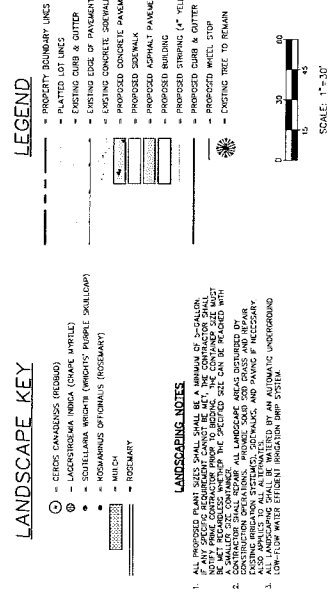 LANDSCAPE KEY
= CERCIS CANADENSIS (REDBUD)
= LAGERSTROEMIA INDICA (CRAPE MYRTLE)
= SCUTELLARIA WRIGHTII (WRIGHTS' PURPLE SKULLCAP)
= ROSMARINUS OFFICINALIS (ROSEMARY)
= MULCH
= ROSEMARY
LANDSCAPING NOTES
1. ALL PROPOSED PLANT SIZES SHALL BE A MINIMUM OF 5-GALLON.
IF ANY SPECIFIC REQUIREMENT CANNOT BE MET, THE CONTRACTOR SHALL
NOTIFY PRIME CONTRACTOR PRIOR TO BIDDING. THE CONTAINER SIZE MUST
BE MET REGARDLESS WHETHER THE SPECIFIED SIZE CAN BE REACHED WITH
A SMALLER SIZE CONTAINER.
2. CONTRACTOR SHALL REPAIR ALL LANDSCAPE AREAS DISTURBED BY
CONSTRUCTION OPERATIONS. PROVIDE SOLID SOD GRASS AND REPAIR
EXISTING IRRIGATION SYSTEM(S), SIDEWALKS, AND PAVING IF NECESSARY.
ALSO APPLIES TO ALL ALTERNATES.
3. ALL LANDSCAPING SHALL BE WATERED BY AN AUTOMATIC UNDERGROUND
LOW-FLOW WATER EFFICIENT IRRIGATION DRIP SYSTEM.
LEGEND
= PROPERTY BOUNDARY LINES
= PLATTED LOT LINES
= EXISTING CURB & GUTTER
= EXISTING EDGE OF PAVEMENT
= EXISTING CONCRETE SIDEWAL
= PROPOSED CONCRETE PAVEM
= PROPOSED SIDEWALK
= PROPOSED ASPHALT PAVEME
= PROPOSED BUILDING
= PROPOSED STRIPING (4" YEL
= PROPOSED CURB & GUTTER
= PROPOSED WHEEL STOP
= EXISTING TREE TO REMAIN
0 30 60
15 45
SCALE: 1"=30'